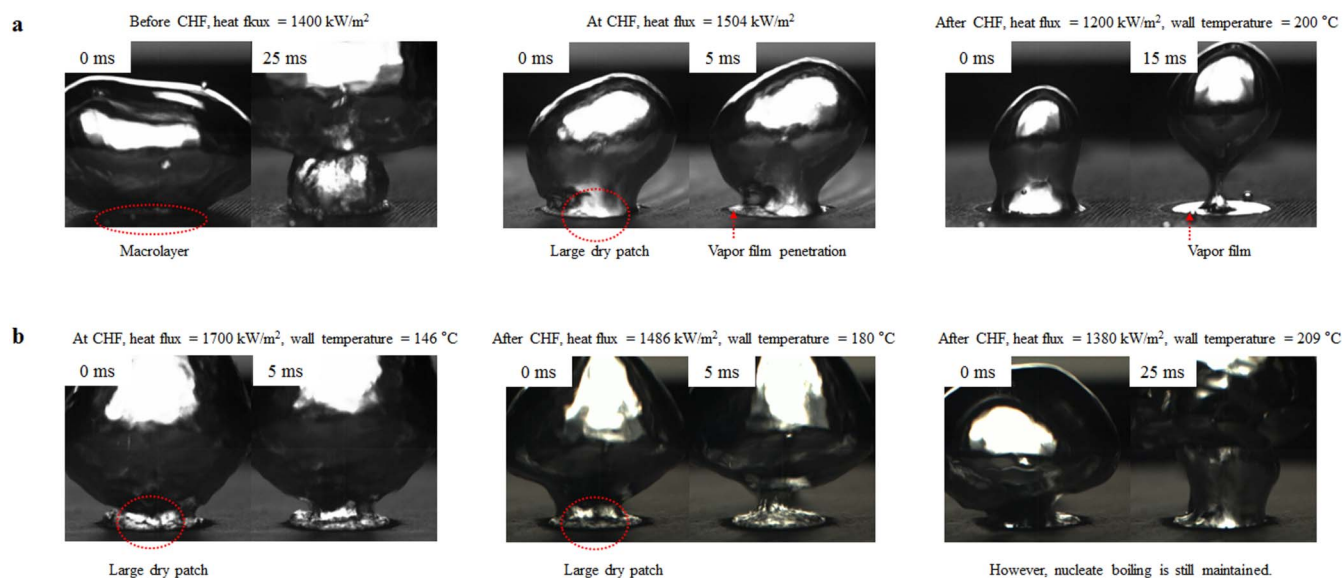 a
Before CHF, heat fkux = 1400 kW/m²
At CHF, heat flux = 1504 kW/m²
After CHF, heat flux = 1200 kW/m², wall temperature = 200 °C
0 ms
25 ms
0 ms
5 ms
0 ms
15 ms
Macrolayer
Large dry patch
Vapor film penetration
Vapor film
b
At CHF, heat flux = 1700 kW/m², wall temperature = 146 °C
After CHF, heat flux = 1486 kW/m², wall temperature = 180 °C
After CHF, heat flux = 1380 kW/m², wall temperature = 209 °C
0 ms
5 ms
0 ms
5 ms
0 ms
25 ms
Large dry patch
Large dry patch
However, nucleate boiling is still maintained.